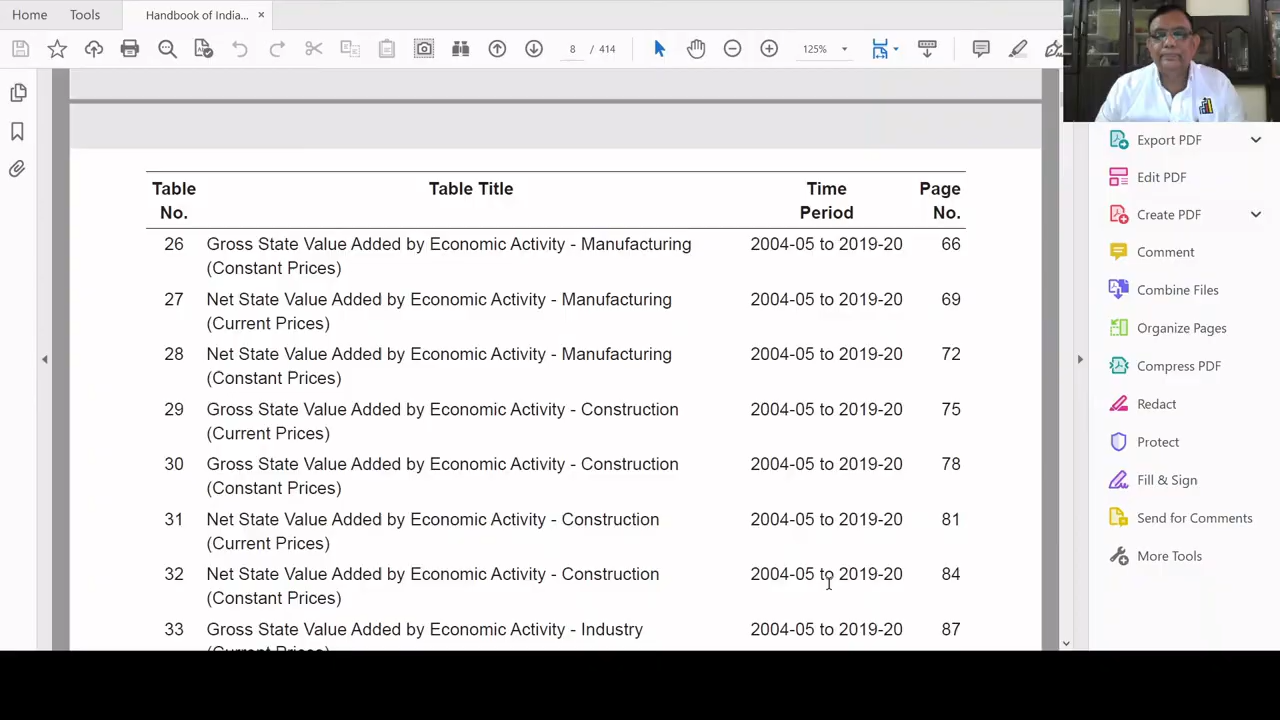 Home Tools Handbook of India... ×
8 / 414 125%
Table Table Title Time Page
No. Period No.
26 Gross State Value Added by Economic Activity - Manufacturing 2004-05 to 2019-20 66
(Constant Prices)
27 Net State Value Added by Economic Activity - Manufacturing 2004-05 to 2019-20 69
(Current Prices)
28 Net State Value Added by Economic Activity - Manufacturing 2004-05 to 2019-20 72
(Constant Prices)
29 Gross State Value Added by Economic Activity - Construction 2004-05 to 2019-20 75
(Current Prices)
30 Gross State Value Added by Economic Activity - Construction 2004-05 to 2019-20 78
(Constant Prices)
31 Net State Value Added by Economic Activity - Construction 2004-05 to 2019-20 81
(Current Prices)
32 Net State Value Added by Economic Activity - Construction 2004-05 to 2019-20 84
(Constant Prices)
33 Gross State Value Added by Economic Activity - Industry 2004-05 to 2019-20 87
(Current Prices)
Export PDF
Edit PDF
Create PDF
Comment
Combine Files
Organize Pages
Compress PDF
Redact
Protect
Fill & Sign
Send for Comments
More Tools